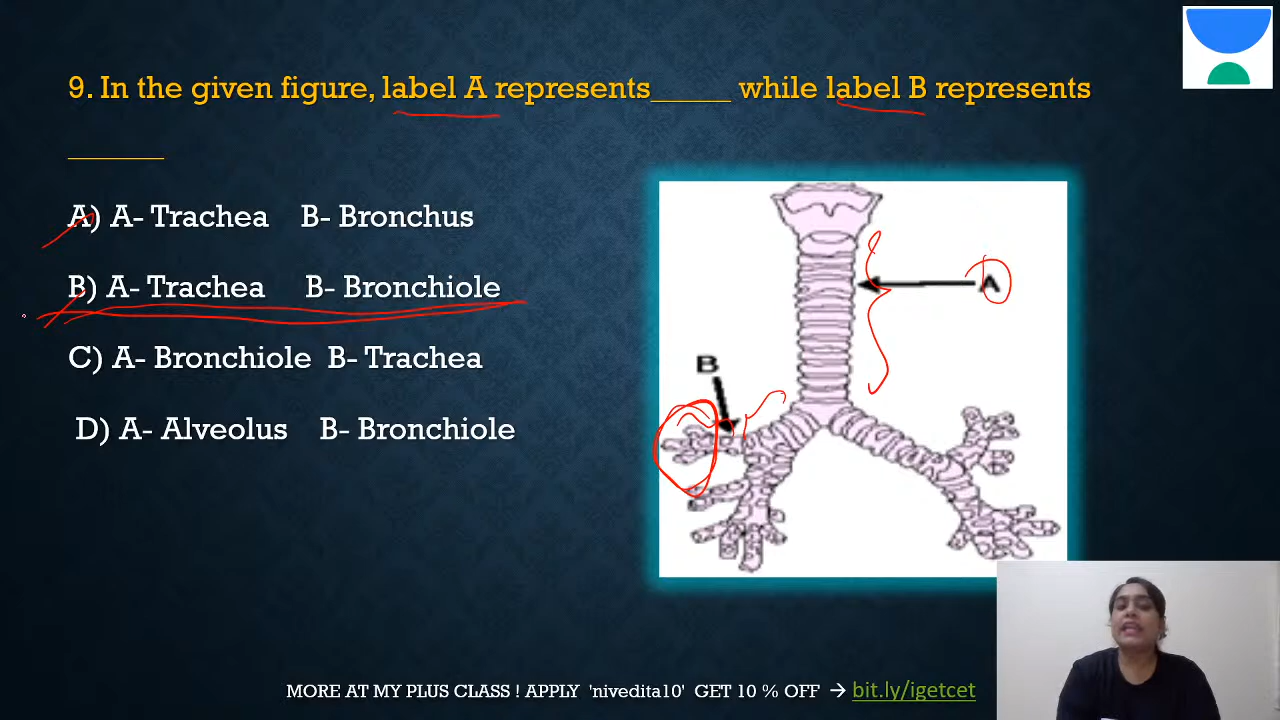 9. In the given figure, label A represents_____ while label B represents
______
A) A- Trachea B- Bronchus
B) A- Trachea B- Bronchiole
C) A- Bronchiole B- Trachea
D) A- Alveolus B- Bronchiole
A
B
MORE AT MY PLUS CLASS ! APPLY 'nivedita10' GET 10 % OFF → bit.ly/igetcet